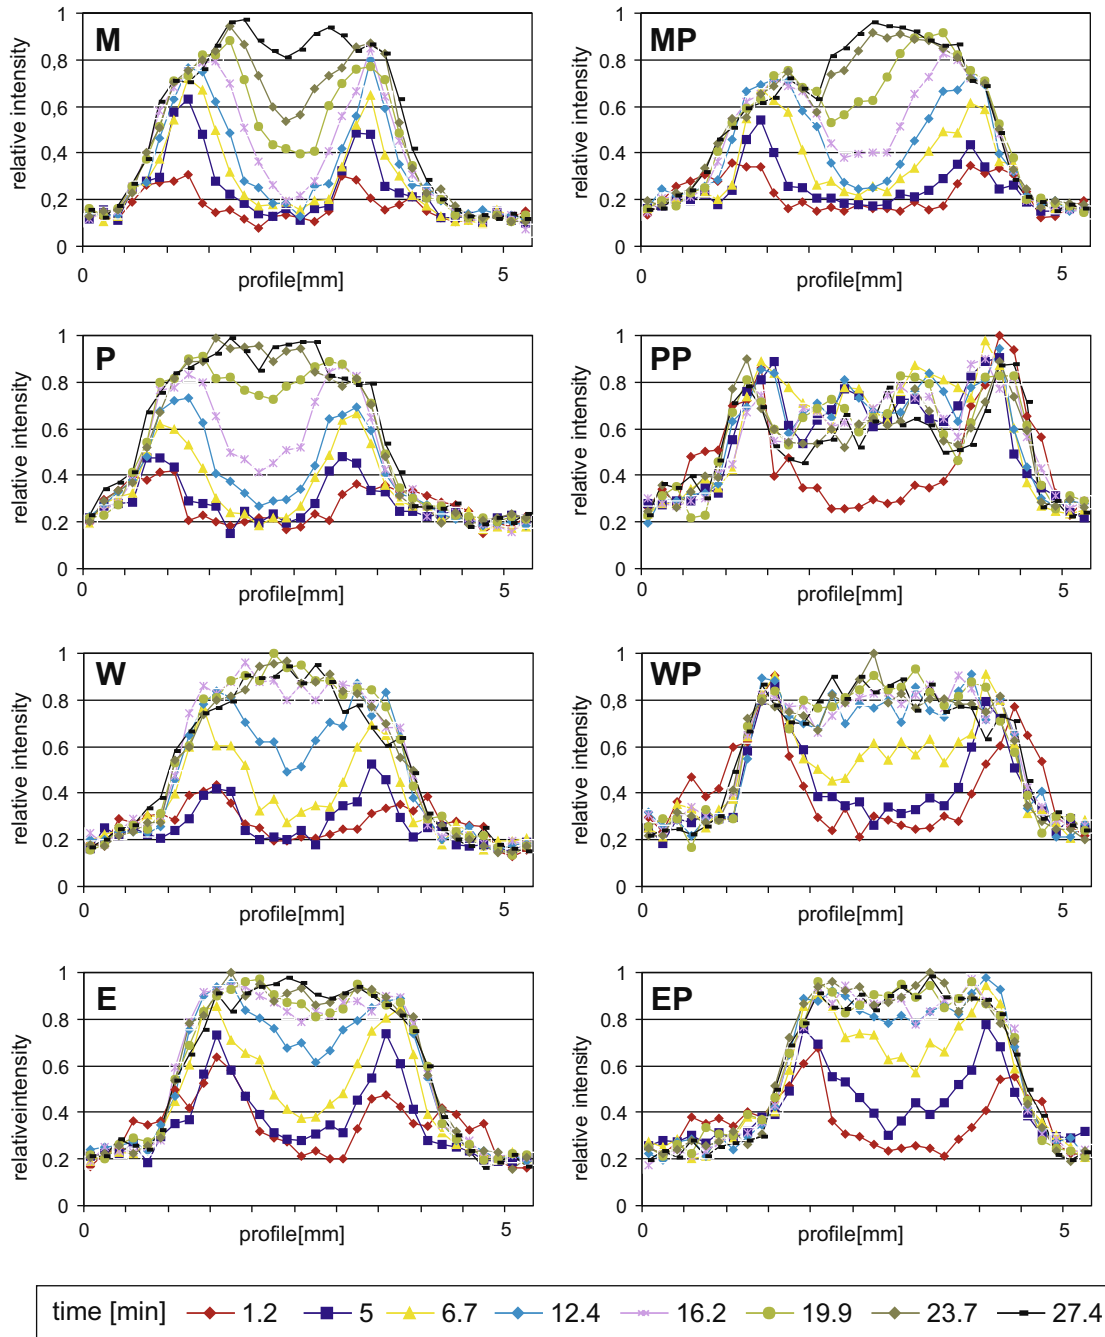 M
relative intensity
1
0,8
0,6
0,4
0,2
0
0
5
profile[mm]
MP
relative intensity
1
0.8
0.6
0.4
0.2
0
0
5
profile[mm]
P
relative intensity
1
0.8
0.6
0.4
0.2
0
0
5
profile[mm]
PP
relative intensity
1
0.8
0.6
0.4
0.2
0
0
5
profile[mm]
W
relative intensity
1
0.8
0.6
0.4
0.2
0
0
5
profile[mm]
WP
relative intensity
1
0.8
0.6
0.4
0.2
0
0
5
profile[mm]
E
relativeintensity
1
0.8
0.6
0.4
0.2
0
0
5
profile[mm]
EP
relative intensity
1
0.8
0.6
0.4
0.2
0
0
5
profile[mm]
time [min] 1.2 5 6.7 12.4 16.2 19.9 23.7 27.4